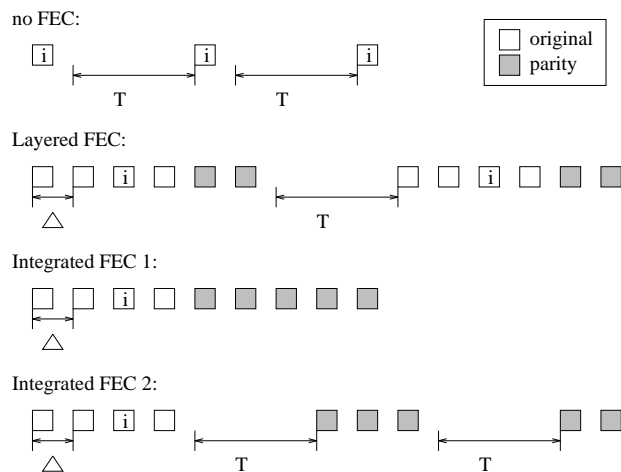 no FEC:
i i i
T T
original
parity
Layered FEC:
i i
T
Integrated FEC 1:
i
Integrated FEC 2:
i
T T